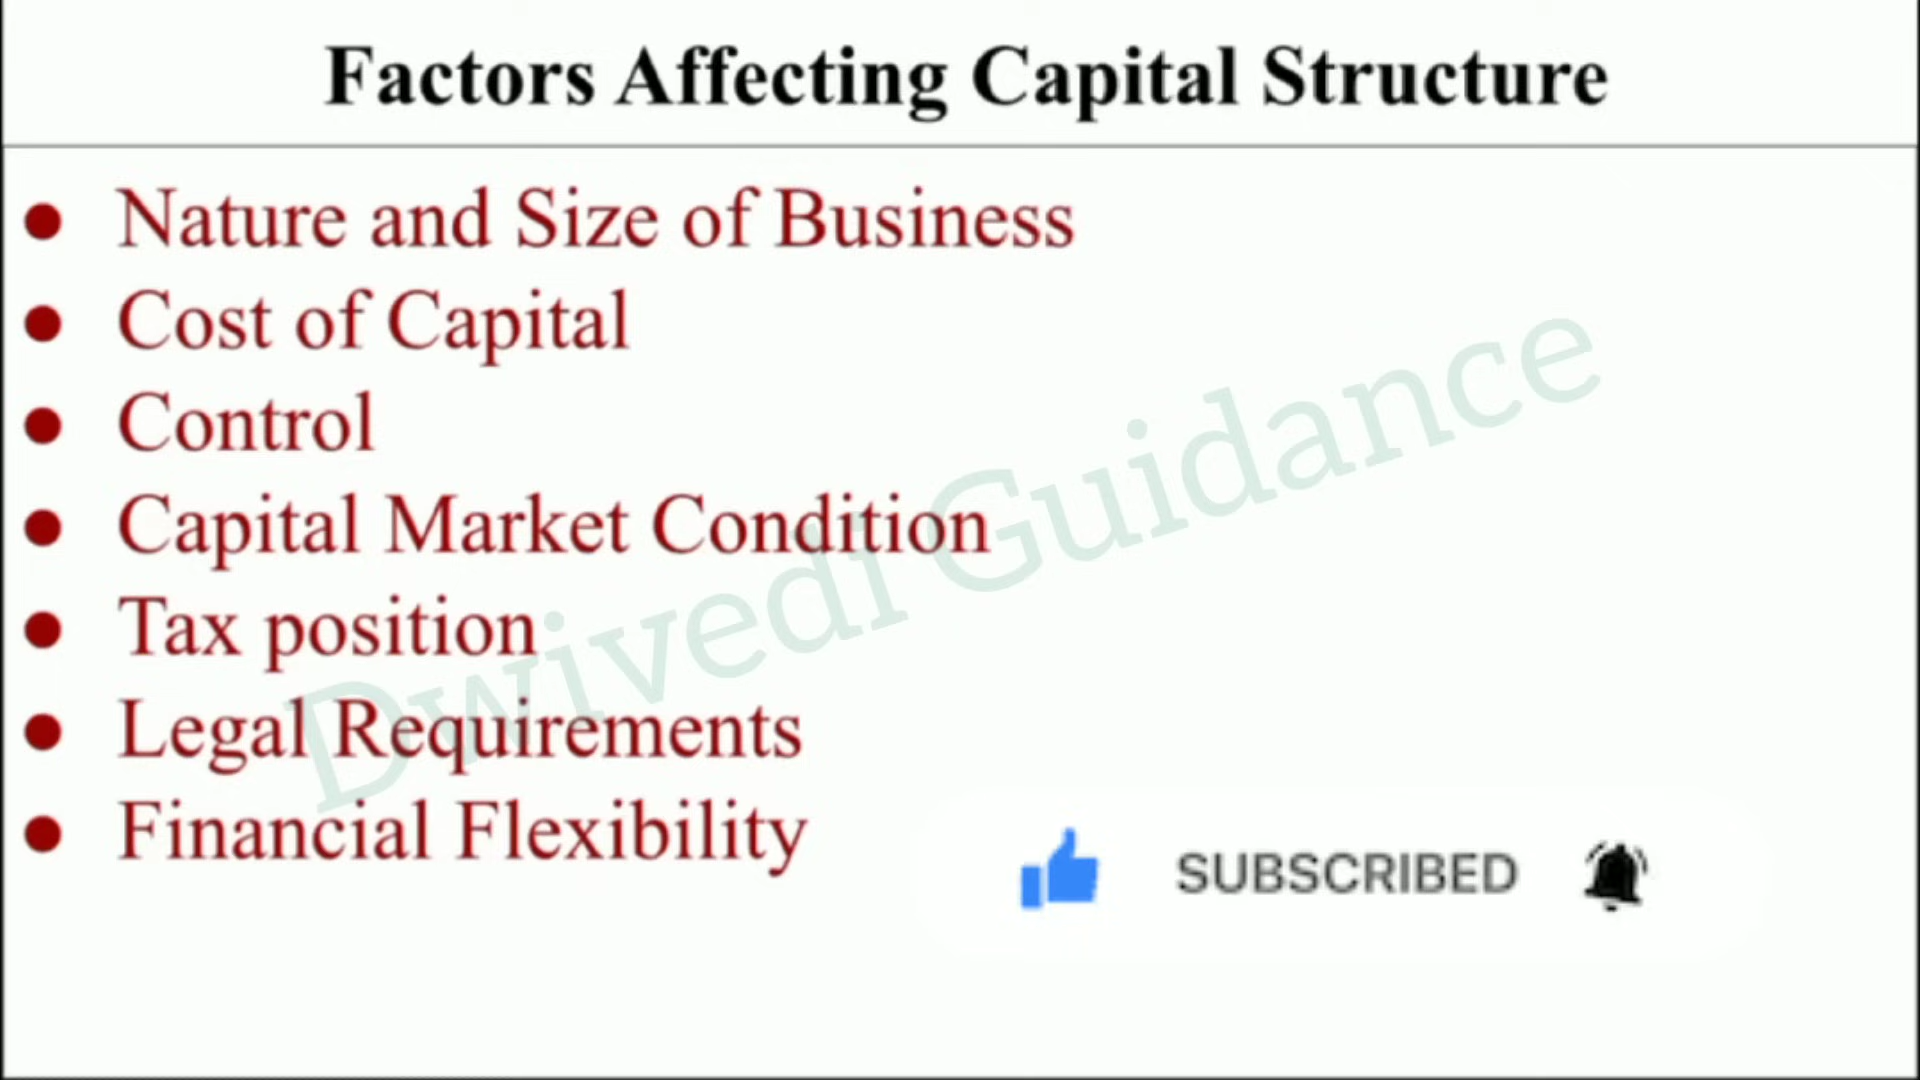 Factors Affecting Capital Structure
● Nature and Size of Business
● Cost of Capital
● Control
● Capital Market Condition
● Tax position
● Legal Requirements
● Financial Flexibility
Dwivedi Guidance
SUBSCRIBED